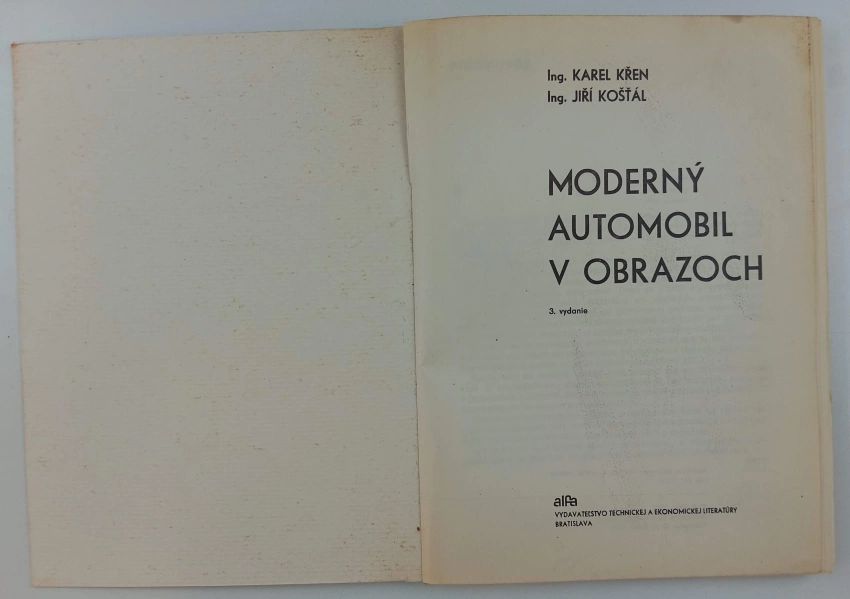 Ing. KAREL KŘEN
Ing. JIŘÍ KOŠŤÁL
MODERNÝ
AUTOMOBIL
V OBRAZOCH
3. vydanie
alfa
VYDAVATEĽSTVO TECHNICKEJ A EKONOMICKEJ LITERATÚRY
BRATISLAVA